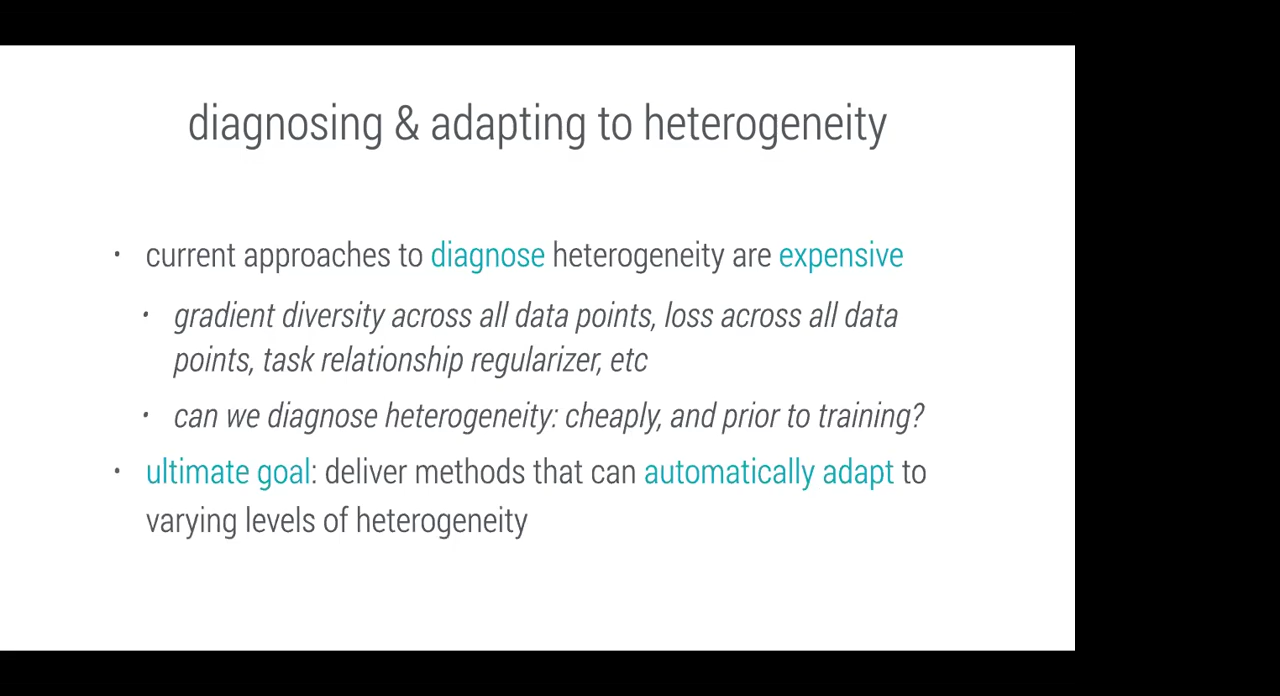 diagnosing & adapting to heterogeneity
• current approaches to diagnose heterogeneity are expensive
• gradient diversity across all data points, loss across all data
points, task relationship regularizer, etc
• can we diagnose heterogeneity: cheaply, and prior to training?
• ultimate goal: deliver methods that can automatically adapt to
varying levels of heterogeneity